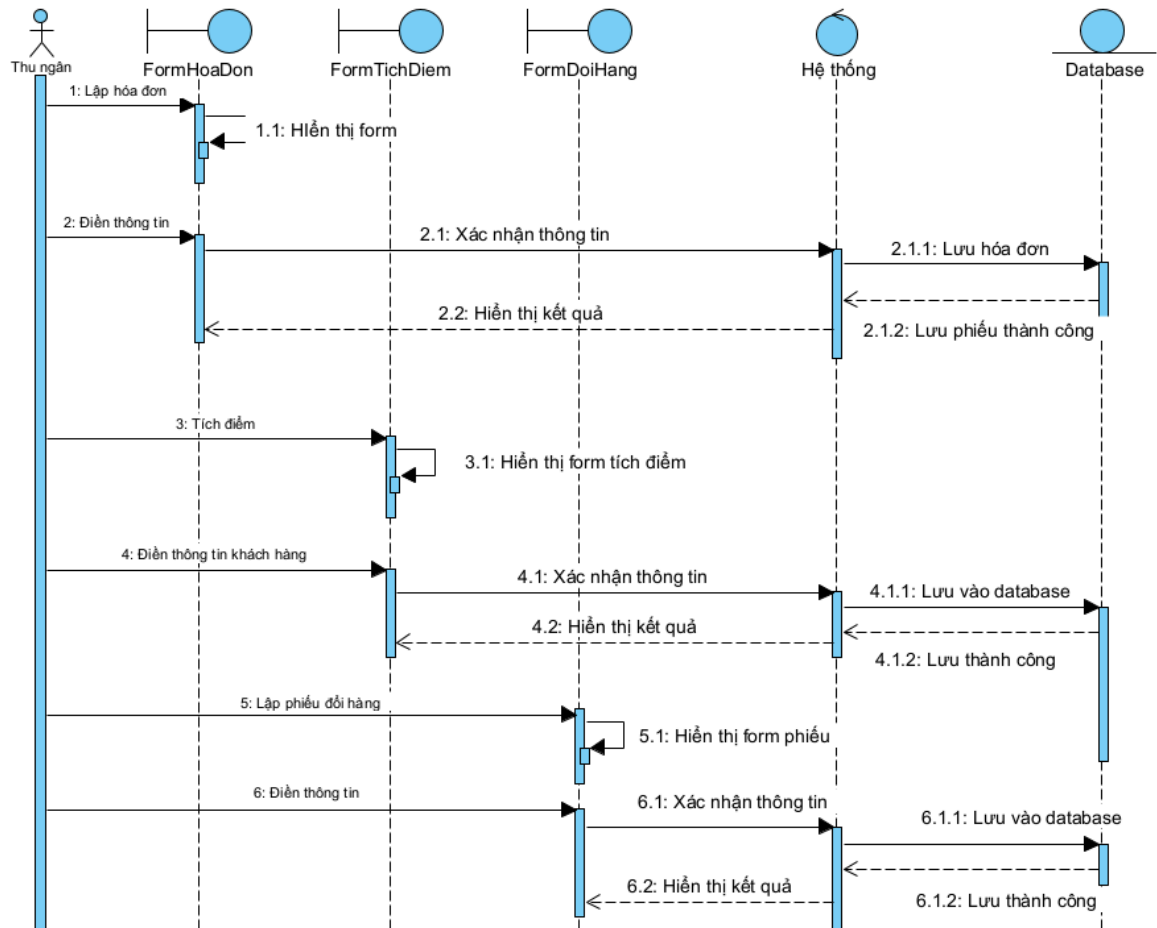 Thu ngân
FormHoaDon
FormTichDiem
FormDoiHang
Hệ thống
Database
1: Lập hóa đơn
1.1: HIển thị form
2: Điền thông tin
2.1: Xác nhận thông tin
2.1.1: Lưu hóa đơn
2.2: Hiển thị kết quả
2.1.2: Lưu phiếu thành công
3: Tích điểm
3.1: Hiển thị form tích điểm
4: Điền thông tin khách hàng
4.1: Xác nhận thông tin
4.1.1: Lưu vào database
4.2: Hiển thị kết quả
4.1.2: Lưu thành công
5: Lập phiếu đổi hàng
5.1: Hiển thị form phiếu
6: Điền thông tin
6.1: Xác nhận thông tin
6.1.1: Lưu vào database
6.2: Hiển thị kết quả
6.1.2: Lưu thành công